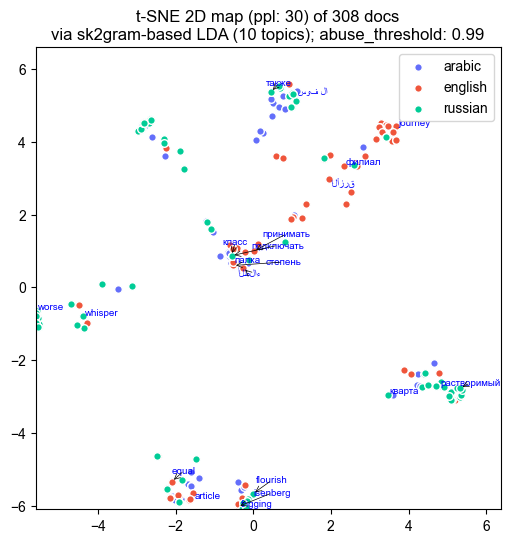 t-SNE 2D map (ppl: 30) of 308 docs
via sk2gram-based LDA (10 topics); abuse_threshold: 0.99
arabic
english
russian
6
4
2
0
−2
−4
−6
−4
−2
0
2
4
6
также
journey
филиал
принимать
класс
подключать
палка
степень
worse
whisper
растворимый
кварта
equal
article
flourish